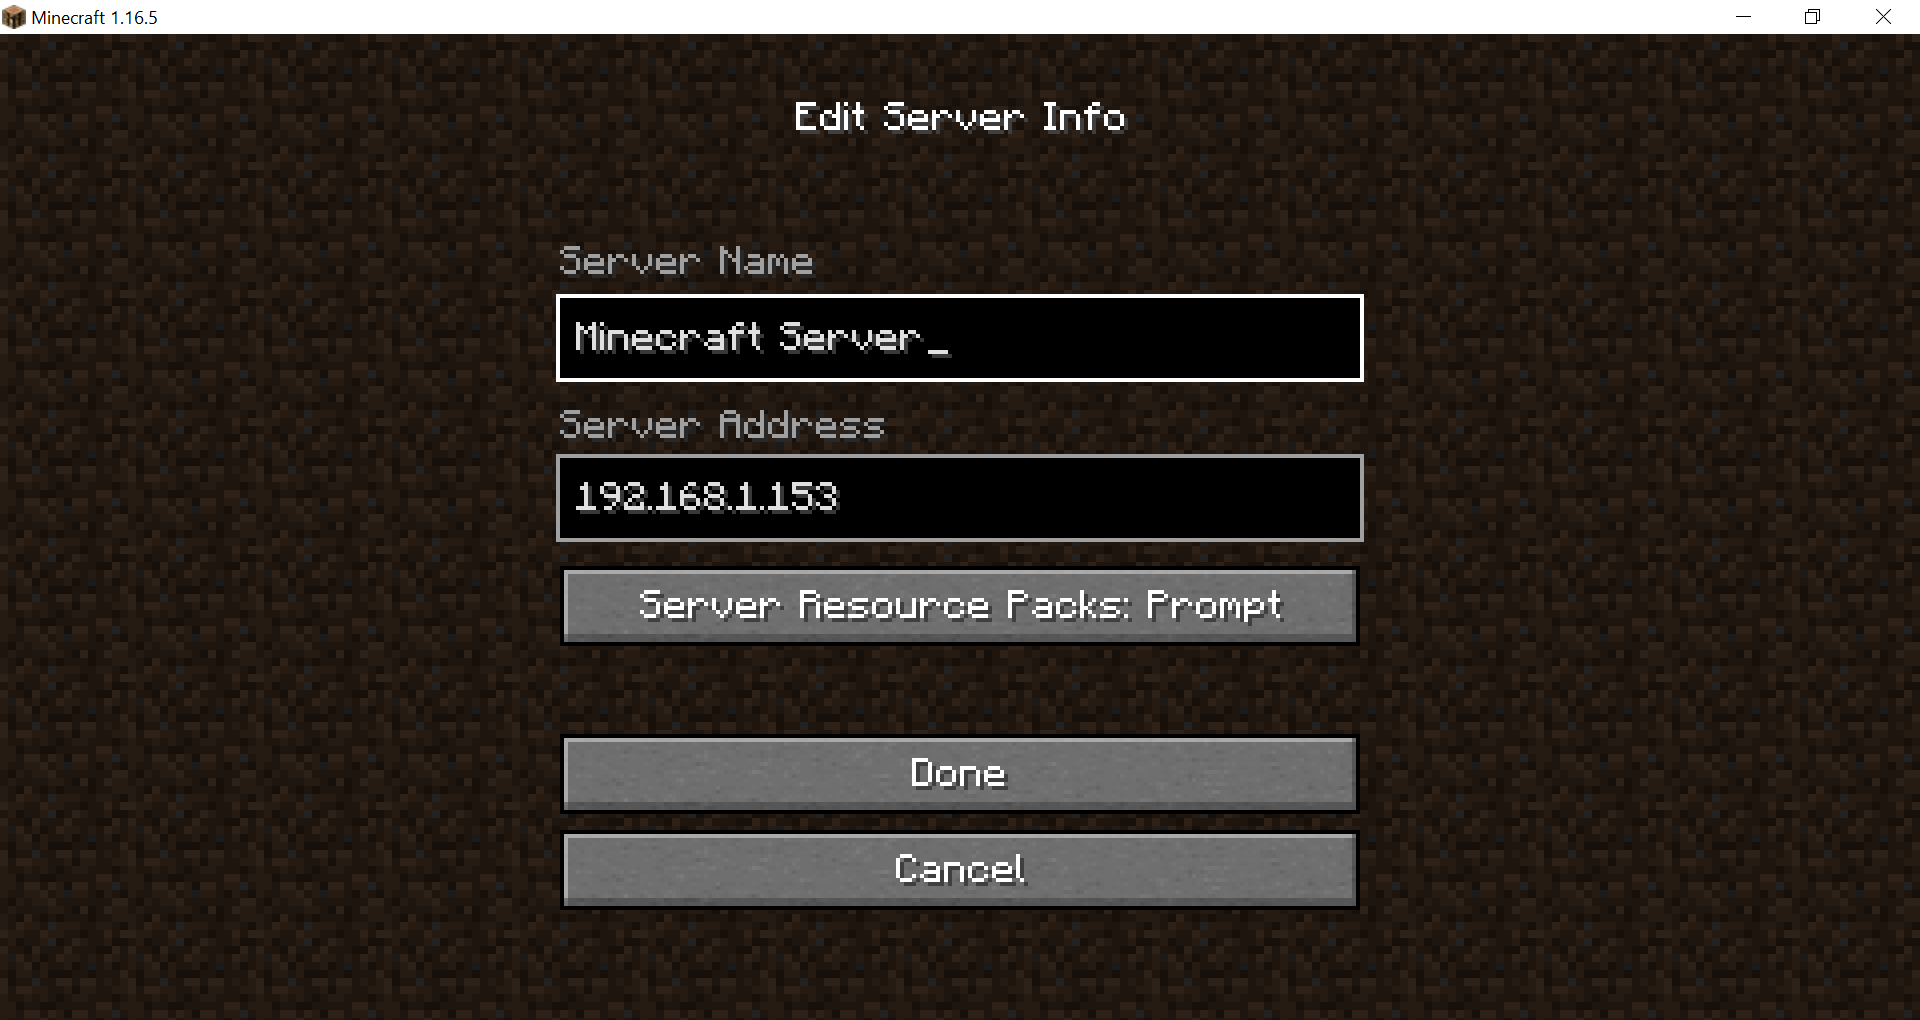 Minecraft 1.16.5
Edit Server Info
Server Name
Minecraft Server_
Server Address
192.168.1.153
Server Resource Packs: Prompt
Done
Cancel